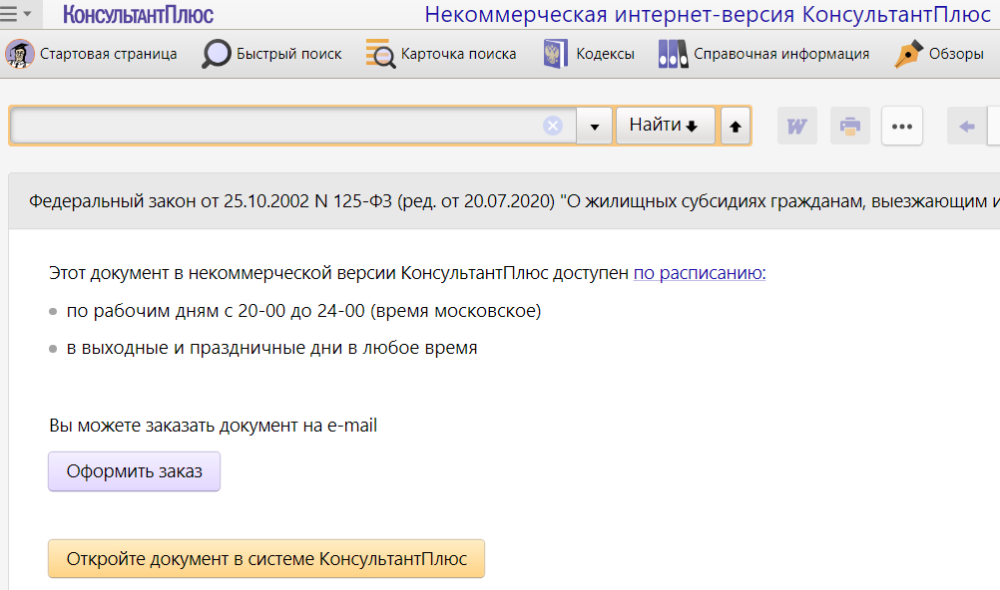 КонсультантПлюс
Некоммерческая интернет-версия КонсультантПлюс
Стартовая страница Быстрый поиск Карточка поиска Кодексы Справочная информация Обзоры
Найти
W
Федеральный закон от 25.10.2002 N 125-ФЗ (ред. от 20.07.2020) "О жилищных субсидиях гражданам, выезжающим и
Этот документ в некоммерческой версии КонсультантПлюс доступен по расписанию:
по рабочим дням с 20-00 до 24-00 (время московское)
в выходные и праздничные дни в любое время
Вы можете заказать документ на e-mail
Оформить заказ
Откройте документ в системе КонсультантПлюс